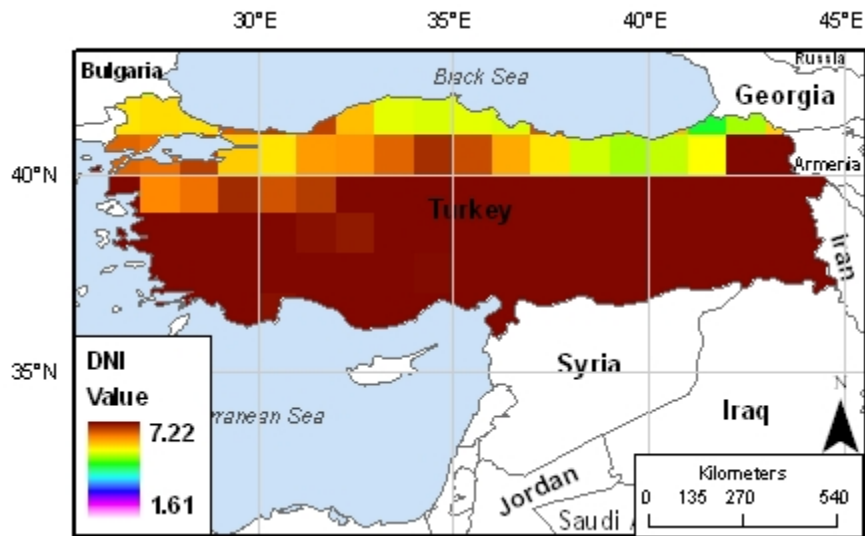 30°E 35°E 40°E 45°E
Bulgaria
Black Sea
Russia
Georgia
40°N
Armenia
Turkey
Iran
35°N
DNI
Value
7.22
1.61
rranean Sea
Syria
Iraq
N
Jordan
Saudi
Kilometers
0 135 270 540